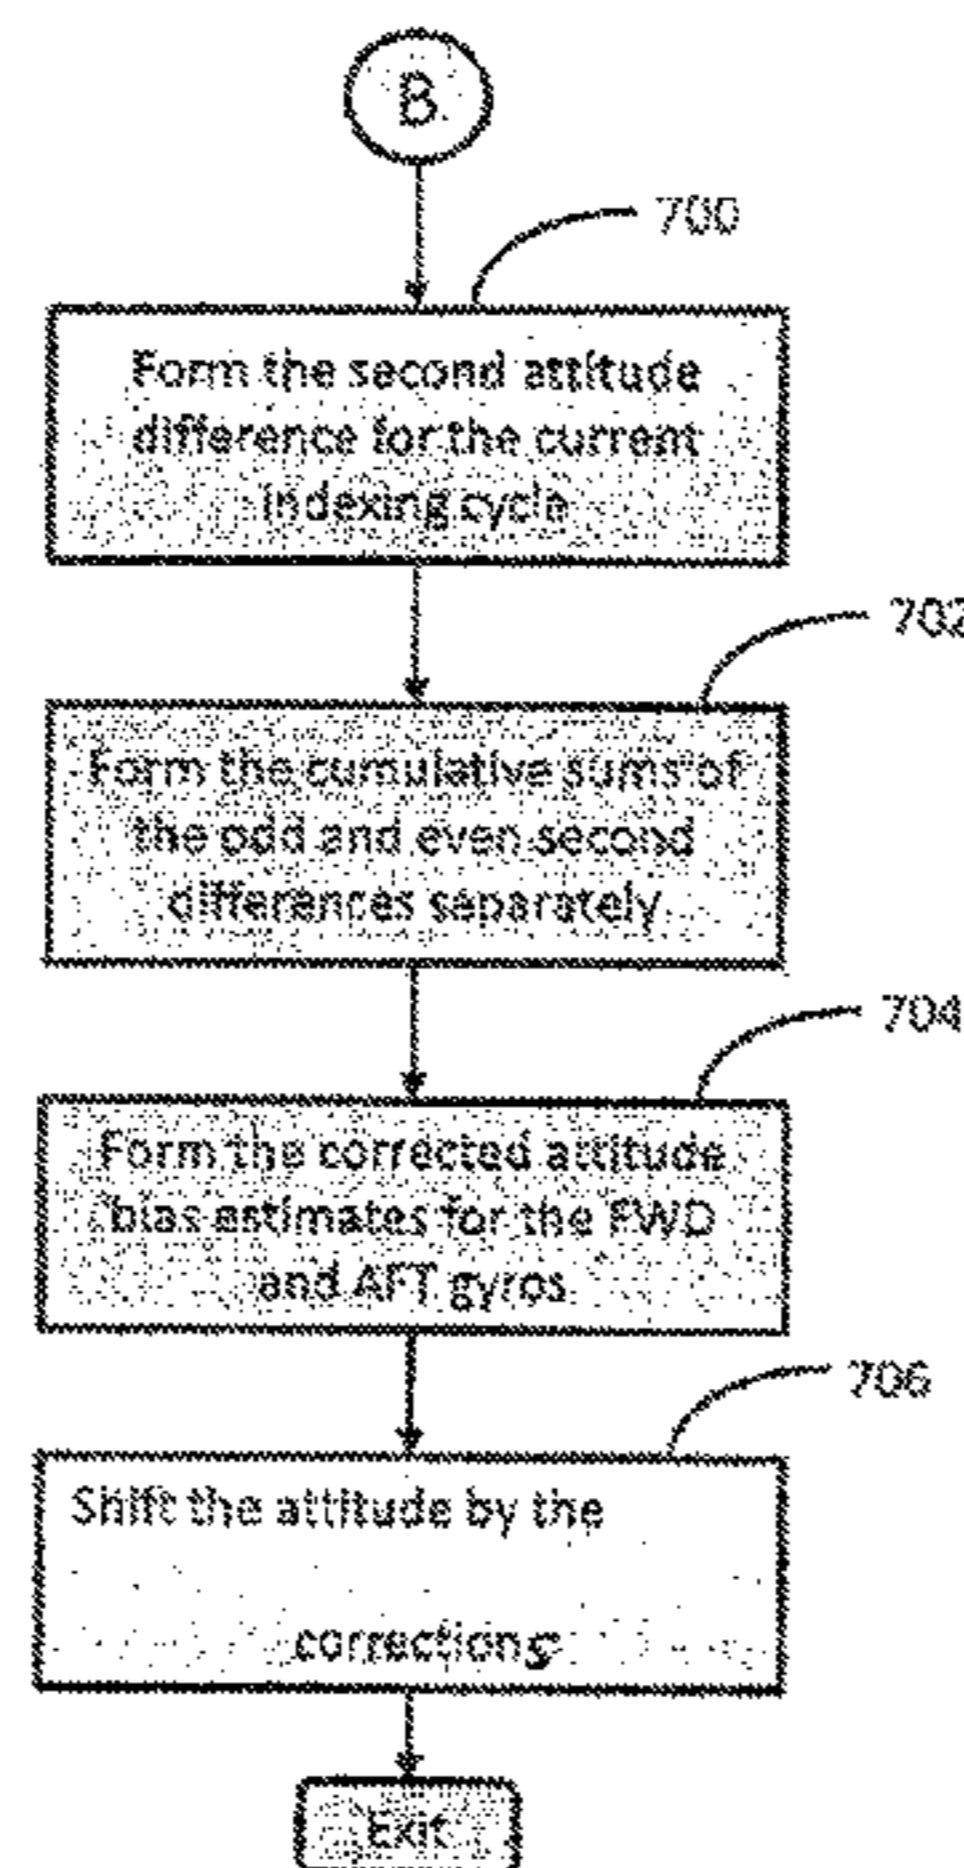 B
700
Form the second attitude
difference for the current
indexing cycle
702
Form the cumulative sums of
the odd and even second
differences separately
704
Form the corrected attitude
bias estimates for the FWD
and AFT gyros
706
Shift the attitude by the
corrections
Exit